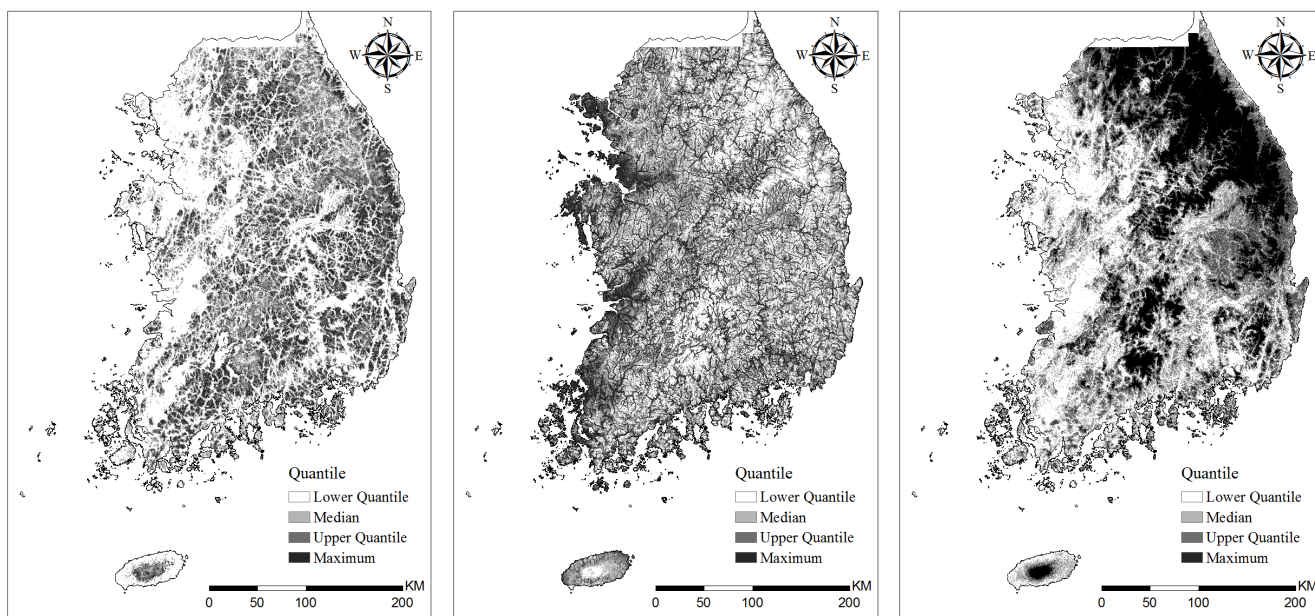 N
W E
S
Quantile
Lower Quantile
Median
Upper Quantile
Maximum
KM
0 50 100 200
N
W E
S
Quantile
Lower Quantile
Median
Upper Quantile
Maximum
KM
0 50 100 200
N
W E
S
Quantile
Lower Quantile
Median
Upper Quantile
Maximum
KM
0 50 100 200